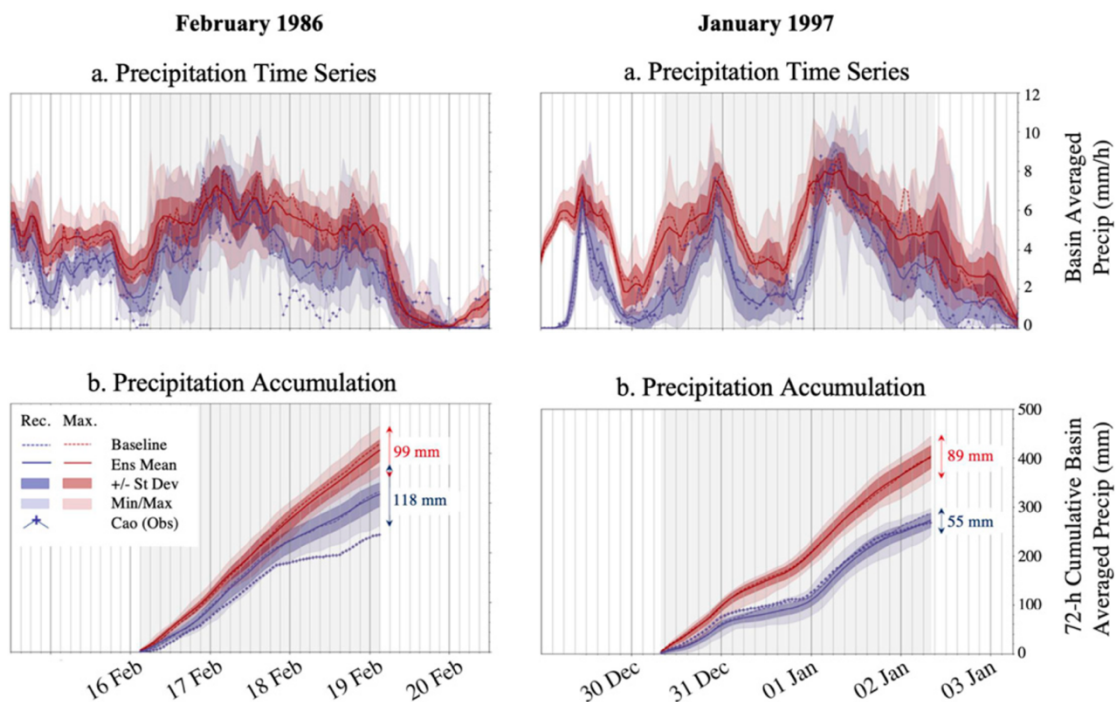 February 1986
January 1997
a. Precipitation Time Series
a. Precipitation Time Series
12
10
8
6
4
2
0
Basin Averaged
Precip (mm/h)
b. Precipitation Accumulation
b. Precipitation Accumulation
Rec. Max.
Baseline
Ens Mean
+/- St Dev
Min/Max
Cao (Obs)
99 mm
118 mm
89 mm
55 mm
500
400
300
200
100
0
72-h Cumulative Basin
Averaged Precip (mm)
16 Feb
17 Feb
18 Feb
19 Feb
20 Feb
30 Dec
31 Dec
01 Jan
02 Jan
03 Jan